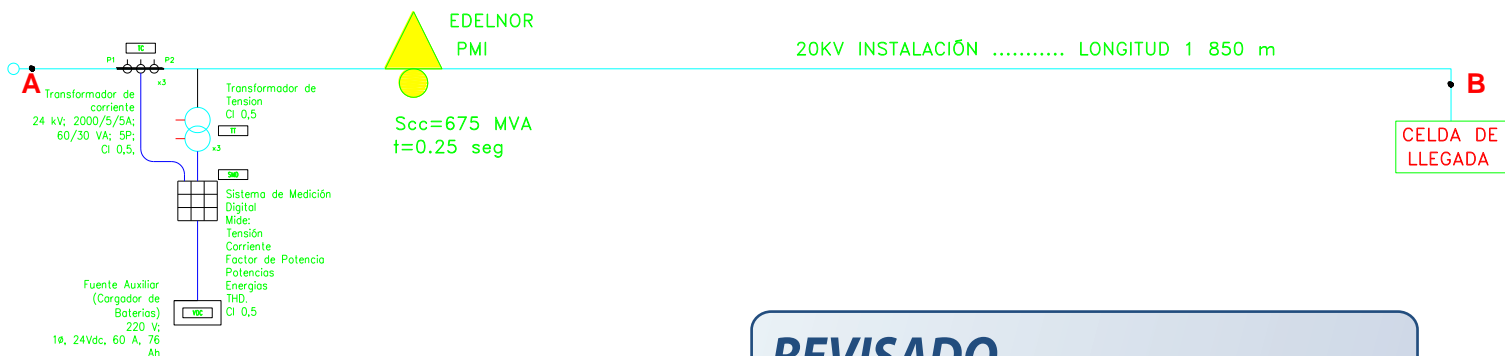 EDELNOR
PMI
20KV INSTALACIÓN ........... LONGITUD 1 850 m
TC
P1
P2
x3
A
B
Transformador de
corriente
24 kV; 2000/5/5A;
60/30 VA; 5P;
Cl 0,5,
Transformador de
Tension
Cl 0,5
TT
x3
Scc=675 MVA
t=0.25 seg
CELDA DE
LLEGADA
SMD
Sistema de Medición
Digital
Mide:
Tensión
Corriente
Factor de Potencia
Potencias
Energias
THD.
Cl 0,5
Fuente Auxiliar
(Cargador de
Baterias)
220 V;
1ø, 24Vdc, 60 A, 76
Ah
VDC
REVISADO